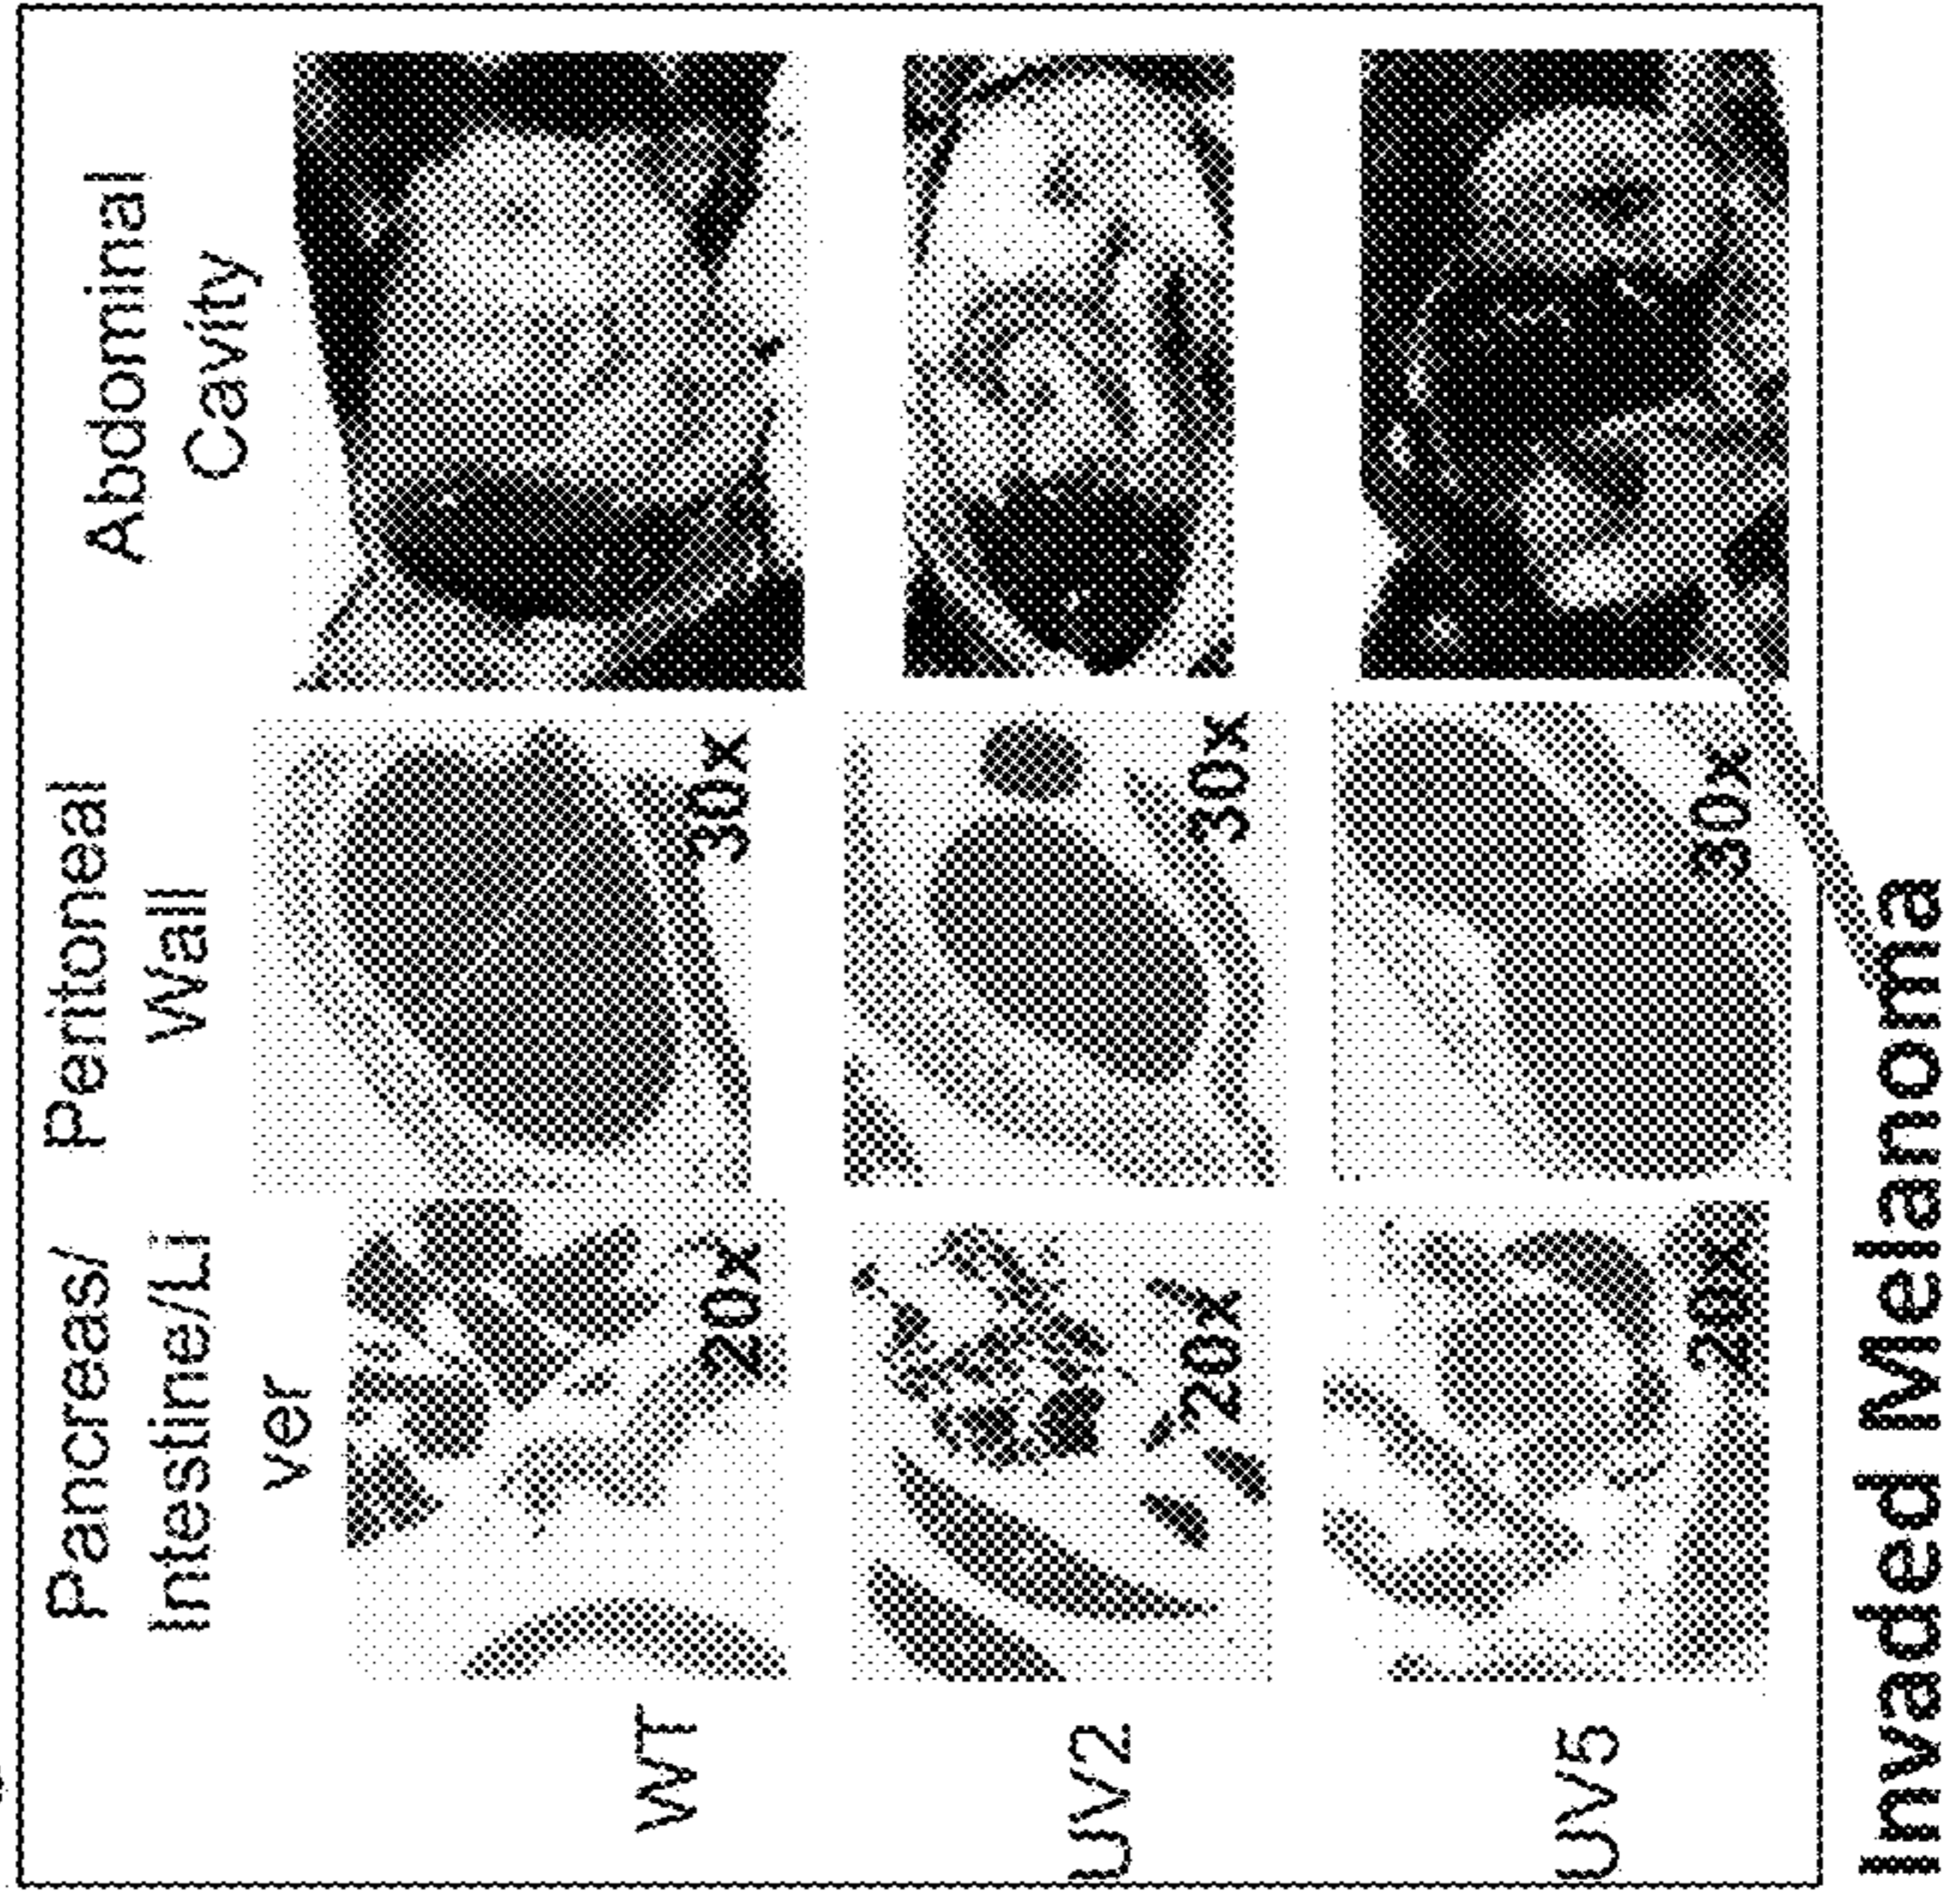 Pancreas/
Intestine/Li
ver
Peritoneal
Wall
Abdominal
Cavity
WT
20x
30x
UV2
20x
30x
UV5
20x
30x
Invaded Melanoma